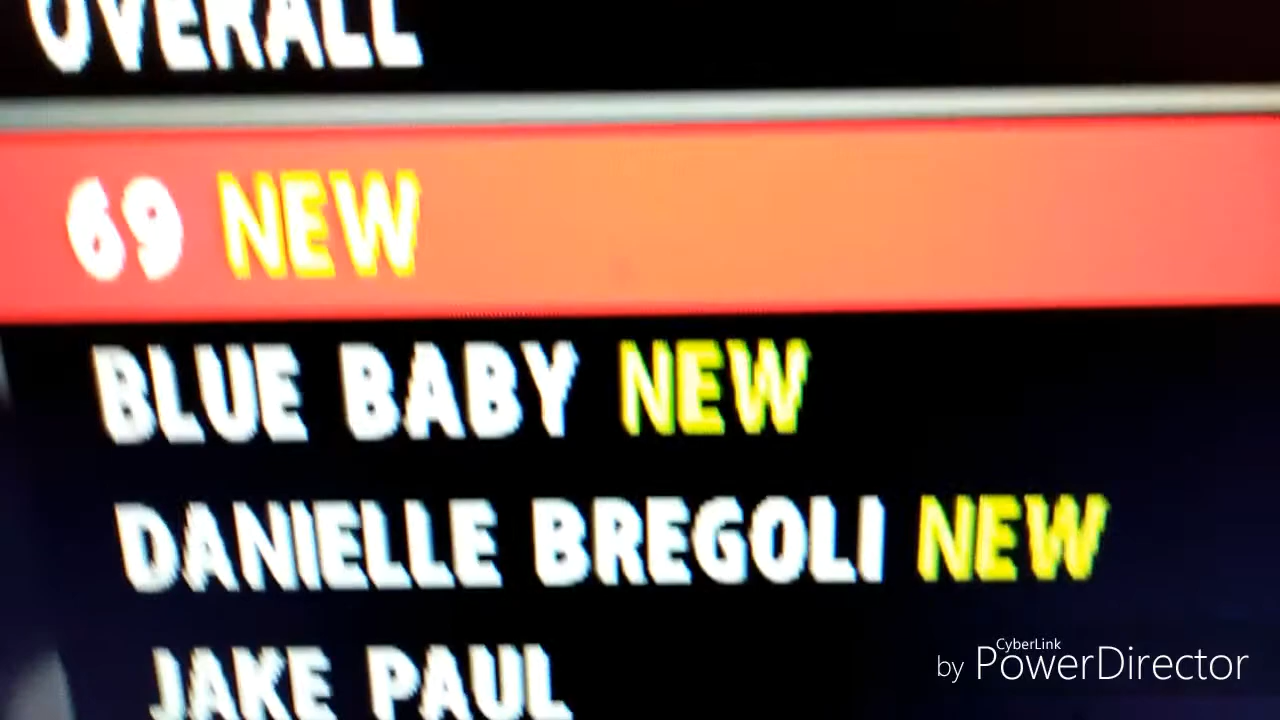 OVERALL
69 NEW
BLUE BABY NEW
DANIELLE BREGOLI NEW
JAKE PAUL
CyberLink
by PowerDirector